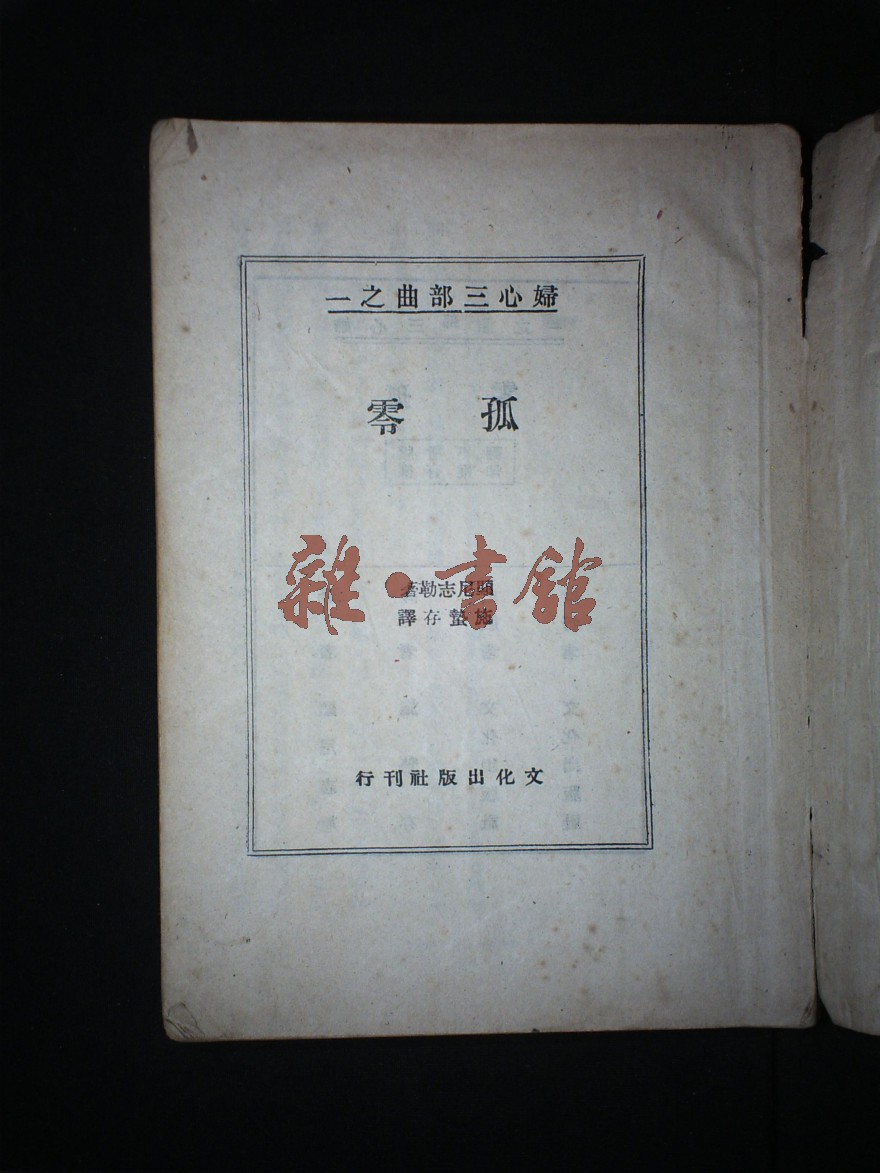 婦心三部曲之一
孤零
顯尼志勒著
施蟄存譯
雜·書館
文化出版社刊行